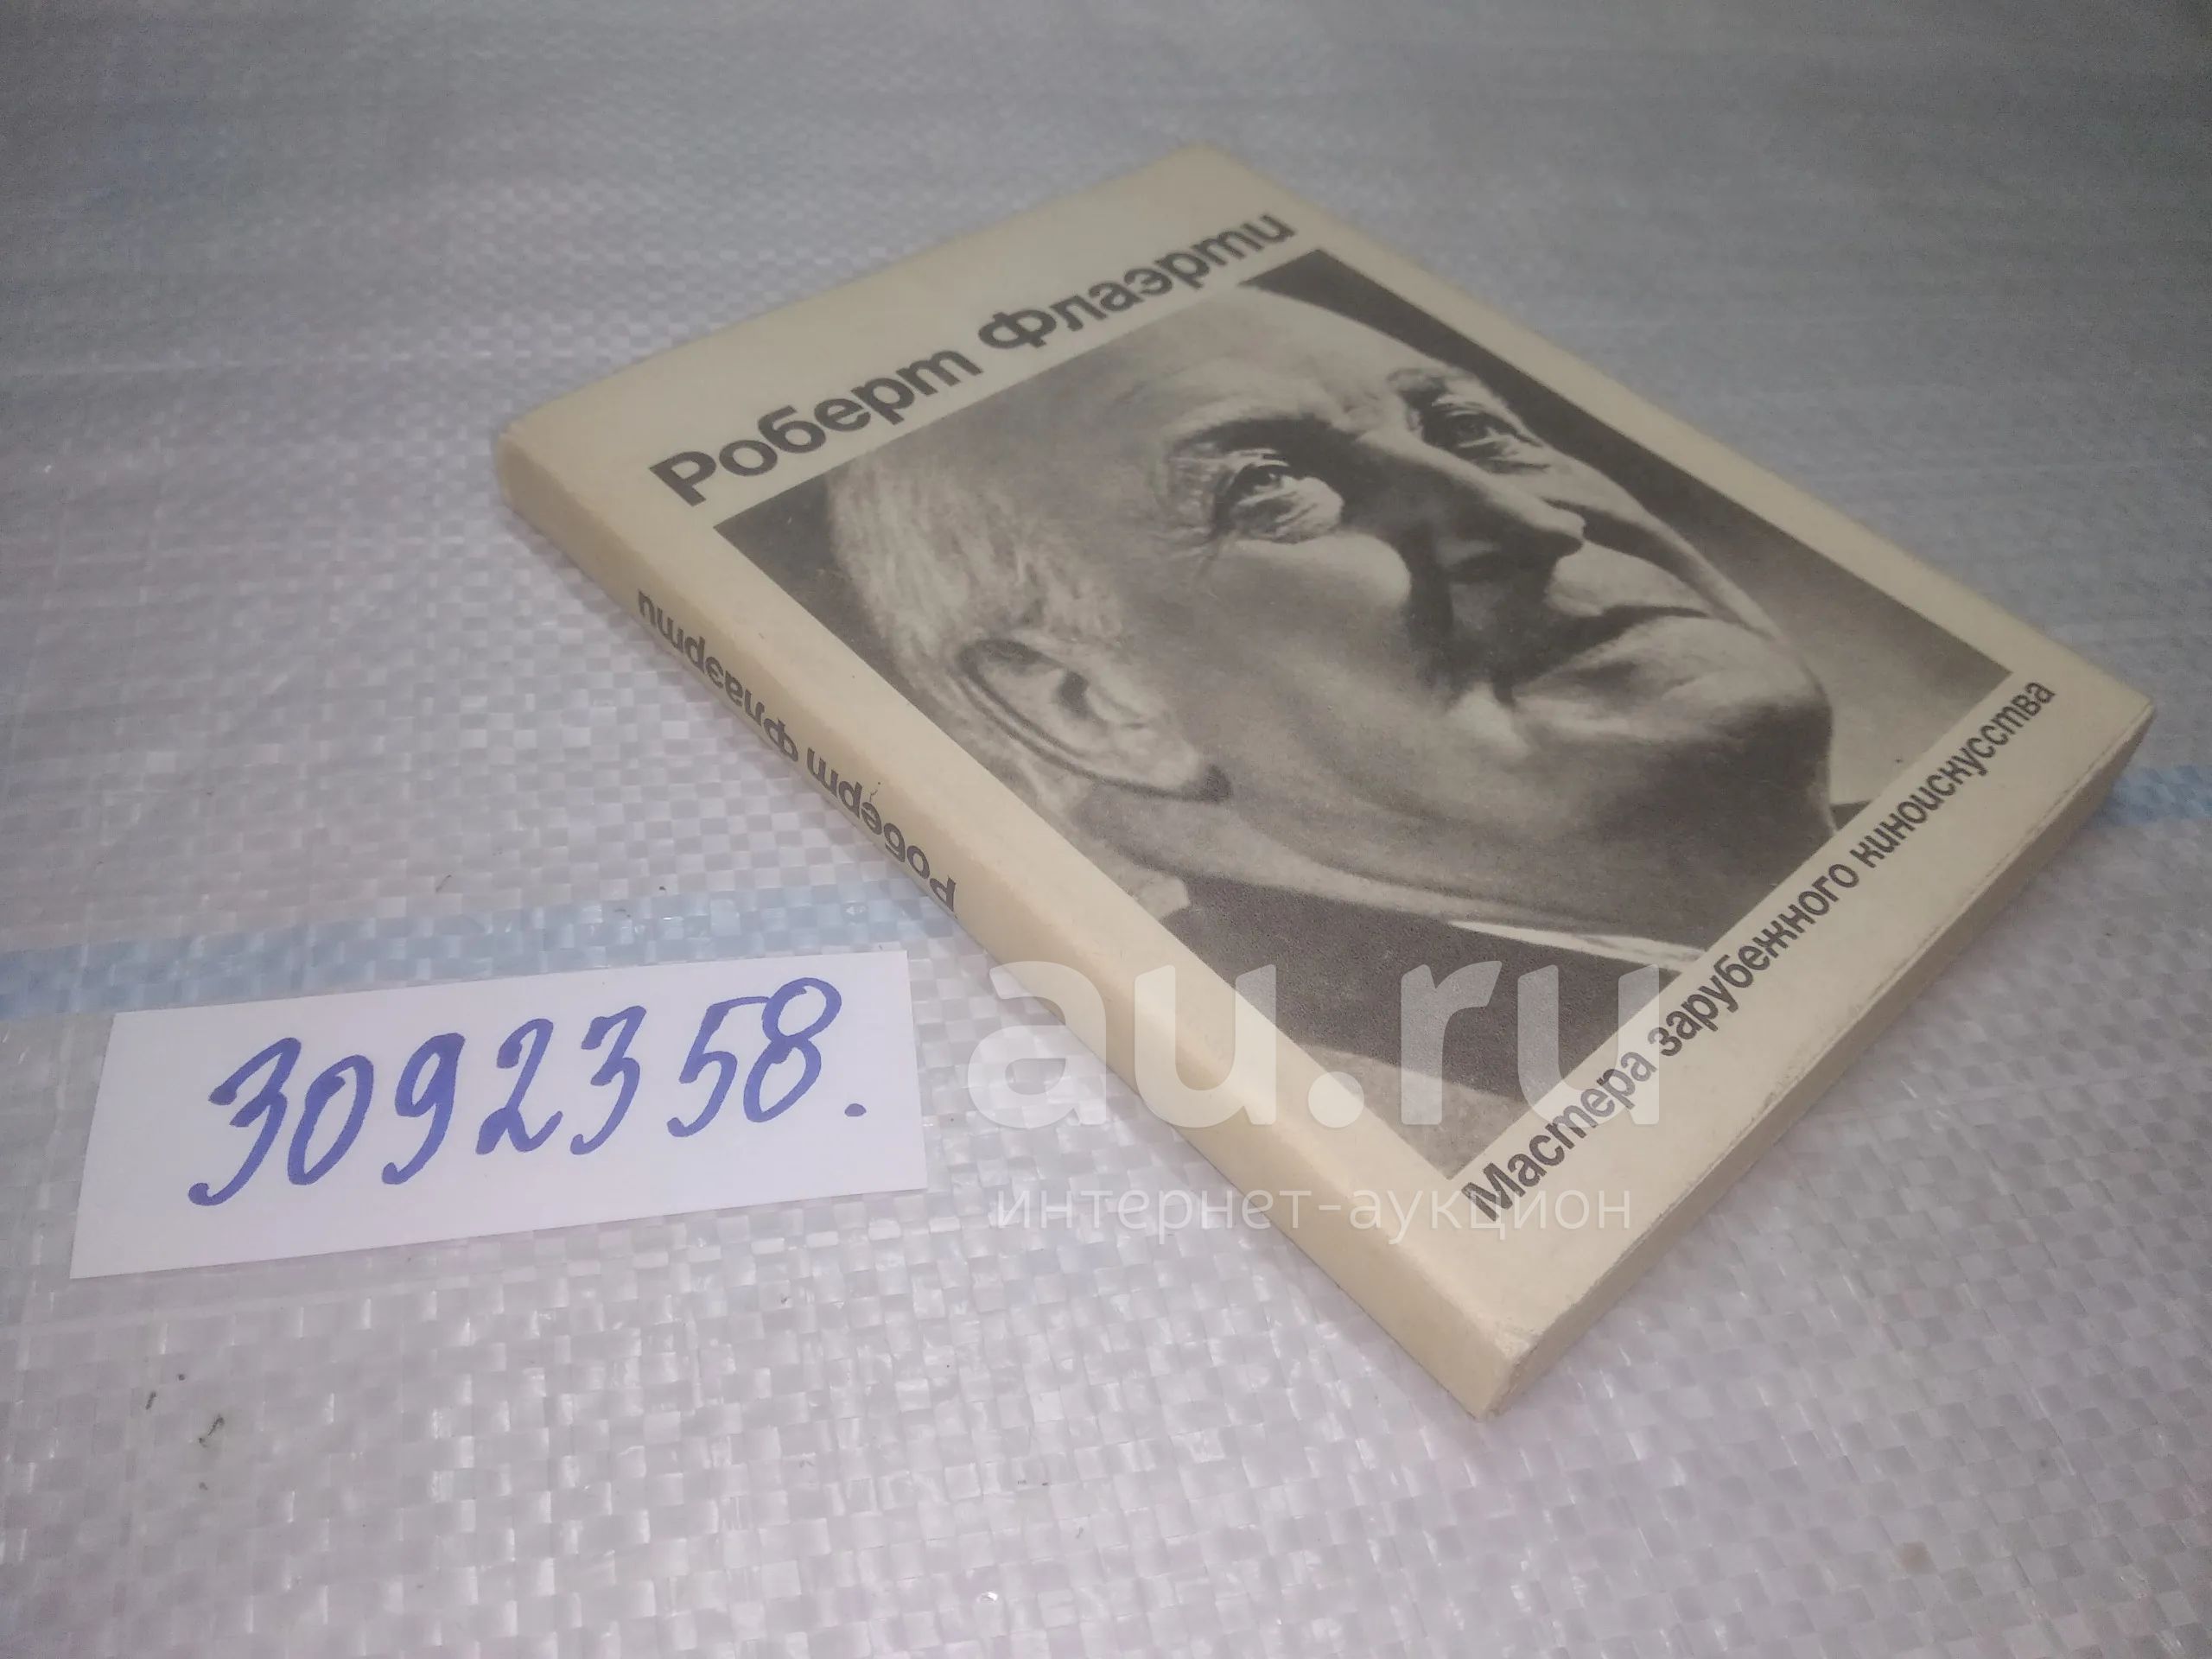 Роберт Флаэрти
Роберт Флаэрти
Мастера зарубежного киноискусства
3092358.
au.ru
интернет-аукцион